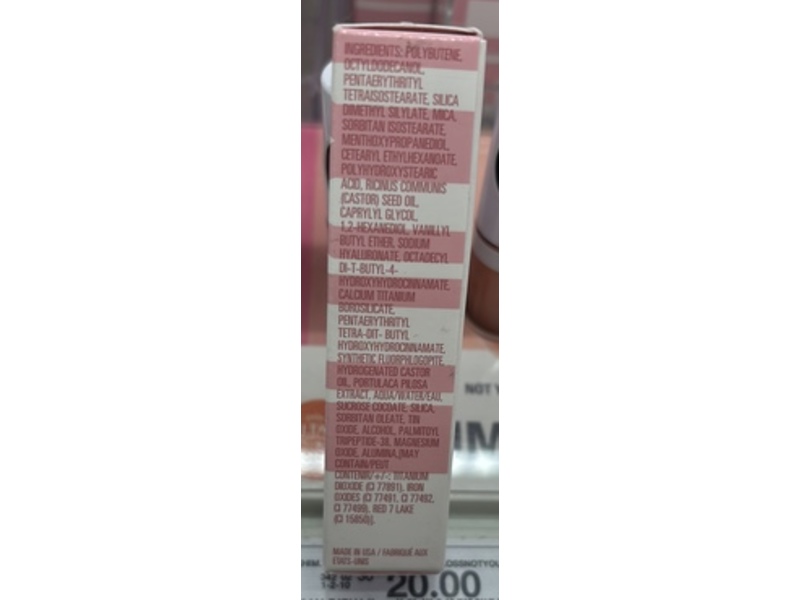 INGREDIENTS: POLYBUTENE,
OCTYLDODECANOL,
PENTAERYTHRITYL
TETRAISOSTEARATE, SILICA
DIMETHYL SILYLATE, MICA,
SORBITAN ISOSTEARATE,
MENTHOXYPROPANEDIOL,
CETEARYL ETHYLHEXANOATE,
POLYHYDROXYSTEARIC
ACID, RICINUS COMMUNIS
(CASTOR) SEED OIL,
CAPRYLYL GLYCOL,
1,2-HEXANEDIOL, VANILLYL
BUTYL ETHER, SODIUM
HYALURONATE, OCTADECYL
DI-T-BUTYL-4-
HYDROXYHYDROCINNAMATE,
CALCIUM TITANIUM
BOROSILICATE,
PENTAERYTHRITYL
TETRA-DIT- BUTYL
HYDROXYHYDROCINNAMATE,
SYNTHETIC FLUORPHLOGOPITE,
HYDROGENATED CASTOR
OIL, PORTULACA PILOSA
EXTRACT, AQUA/WATER/EAU,
SUCROSE COCOATE, SILICA,
SORBITAN OLEATE, TIN
OXIDE, ALCOHOL, PALMITOYL
TRIPEPTIDE-38, MAGNESIUM
OXIDE, ALUMINA,[MAY
CONTAIN/PEUT
CONTENIR/+/-: TITANIUM
DIOXIDE (CI 77891), IRON
OXIDES (CI 77491, CI 77492,
CI 77499), RED 7 LAKE
(CI 15850)].
MADE IN USA / FABRIQUÉ AUX
ÉTATS-UNIS
NOT
20.00